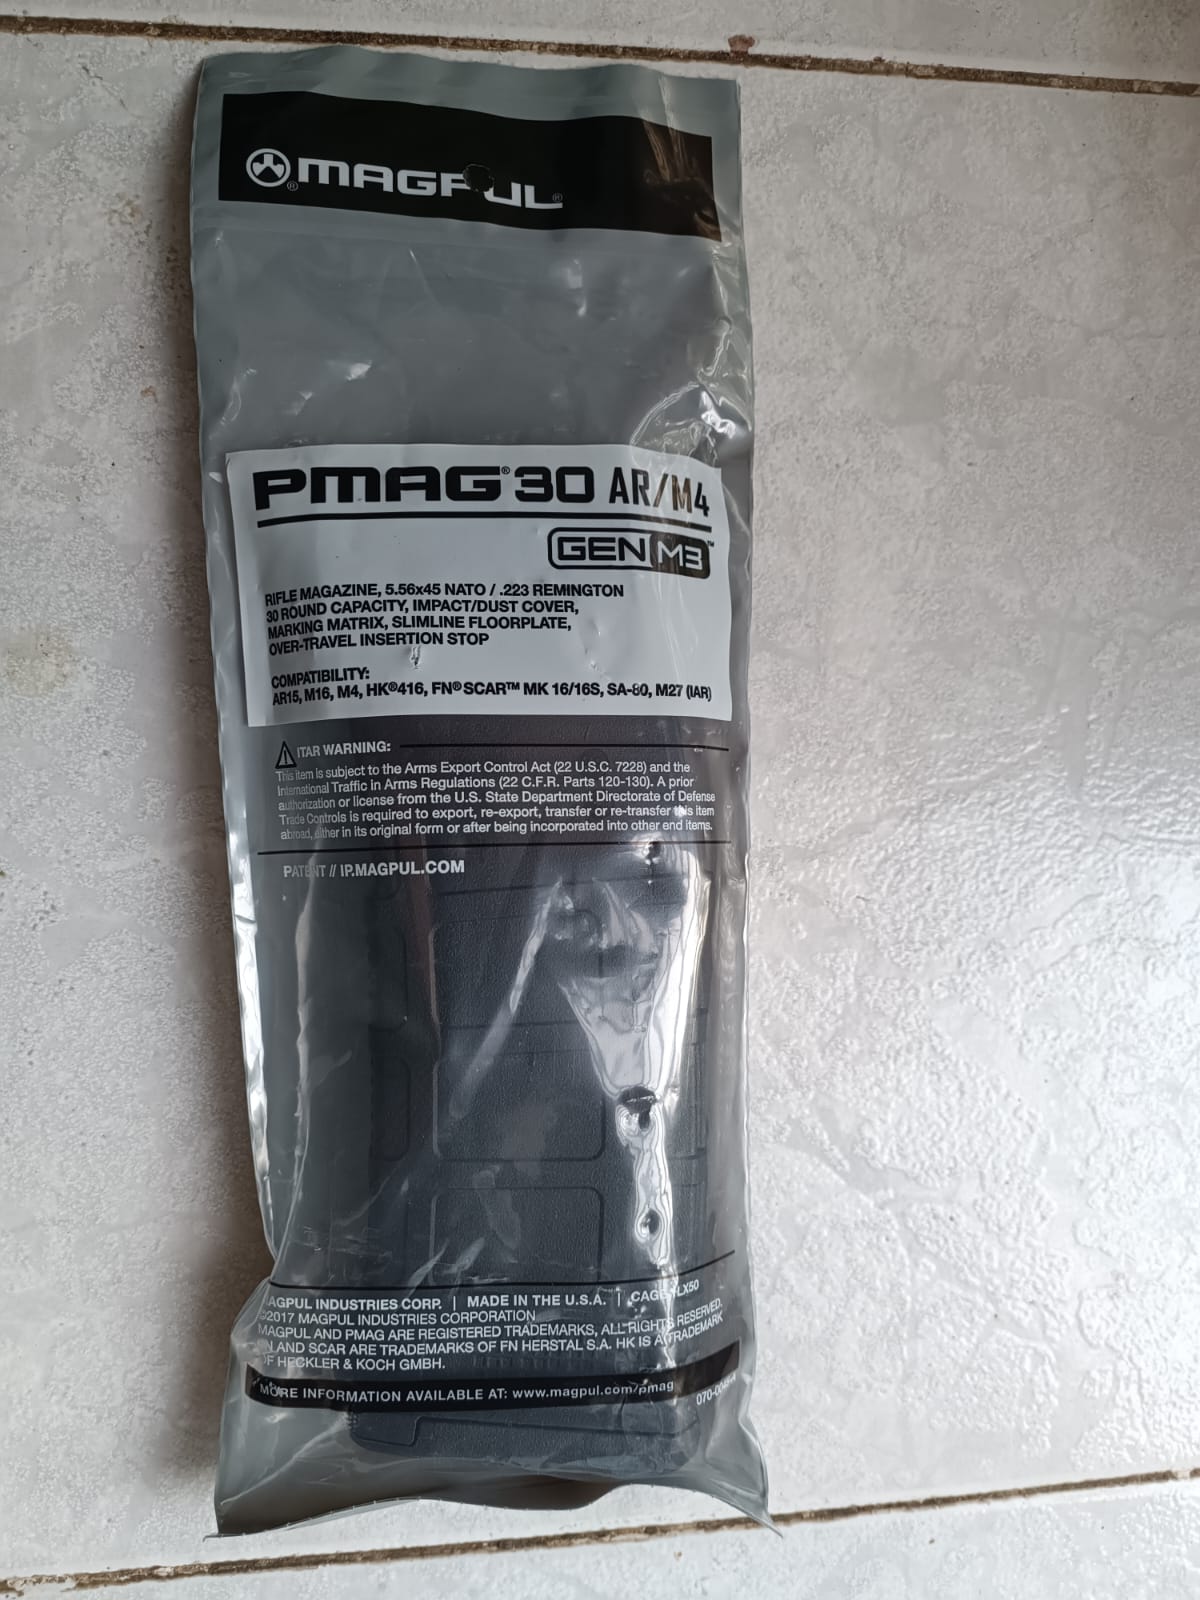 MAGPUL
PMAG® 30 AR/M4
GEN M3™
RIFLE MAGAZINE, 5.56x45 NATO / .223 REMINGTON
30 ROUND CAPACITY, IMPACT/DUST COVER,
MARKING MATRIX, SLIMLINE FLOORPLATE,
OVER-TRAVEL INSERTION STOP
COMPATIBILITY:
AR15, M16, M4, HK®416, FN® SCAR™ MK 16/16S, SA-80, M27 (IAR)
ITAR WARNING:
This item is subject to the Arms Export Control Act (22 U.S.C. 7228) and the
International Traffic in Arms Regulations (22 C.F.R. Parts 120-130). A prior
authorization or license from the U.S. State Department Directorate of Defense
Trade Controls is required to export, re-export, transfer or re-transfer this item
abroad, either in its original form or after being incorporated into other end items.
PATENT // IP.MAGPUL.COM
MAGPUL INDUSTRIES CORP. | MADE IN THE U.S.A. | CAGE
©2017 MAGPUL INDUSTRIES CORPORATION
MAGPUL AND PMAG ARE REGISTERED TRADEMARKS, ALL RIGHTS RESERVED.
FN AND SCAR ARE TRADEMARKS OF FN HERSTAL S.A. HK IS A TRADEMARK
OF HECKLER & KOCH GMBH.
MORE INFORMATION AVAILABLE AT: www.magpul.com/pmag